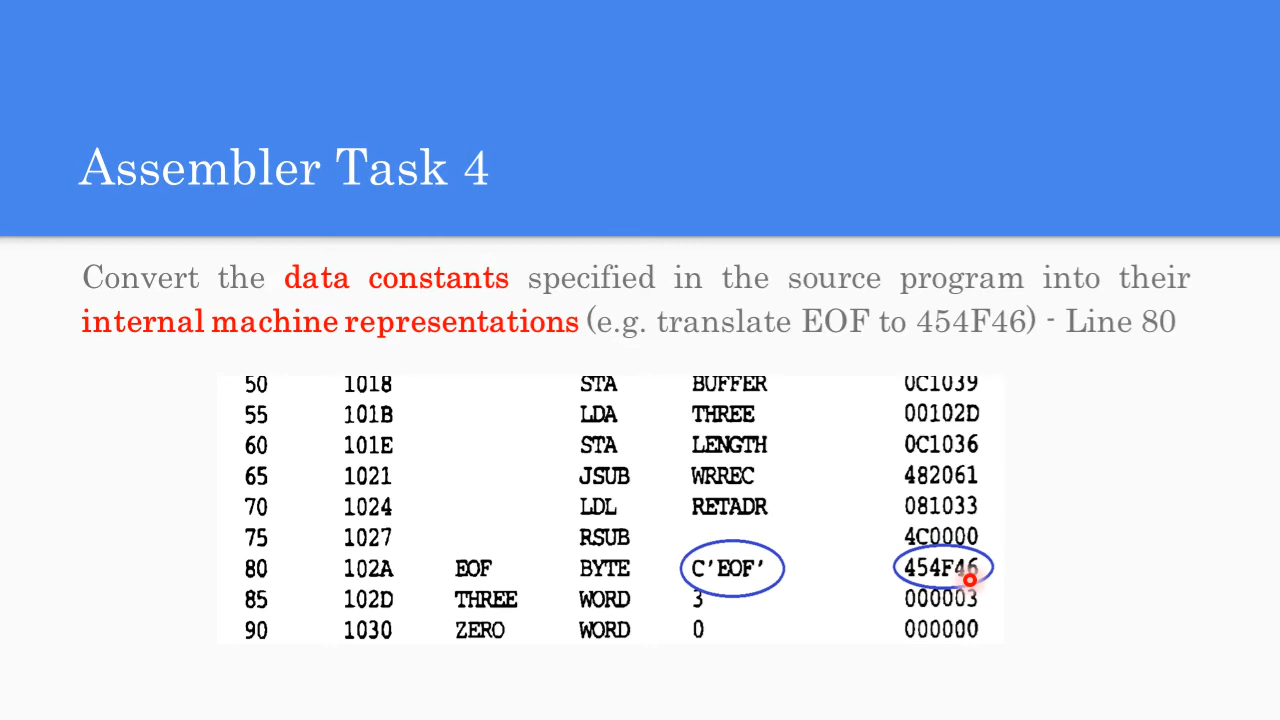 Assembler Task 4
Convert the data constants specified in the source program into their
internal machine representations (e.g. translate EOF to 454F46) - Line 80
50 1018 STA BUFFER 0C1039
55 101B LDA THREE 00102D
60 101E STA LENGTH 0C1036
65 1021 JSUB WRREC 482061
70 1024 LDL RETADR 081033
75 1027 RSUB 4C0000
80 102A EOF BYTE C'EOF' 454F46
85 102D THREE WORD 3 000003
90 1030 ZERO WORD 0 000000